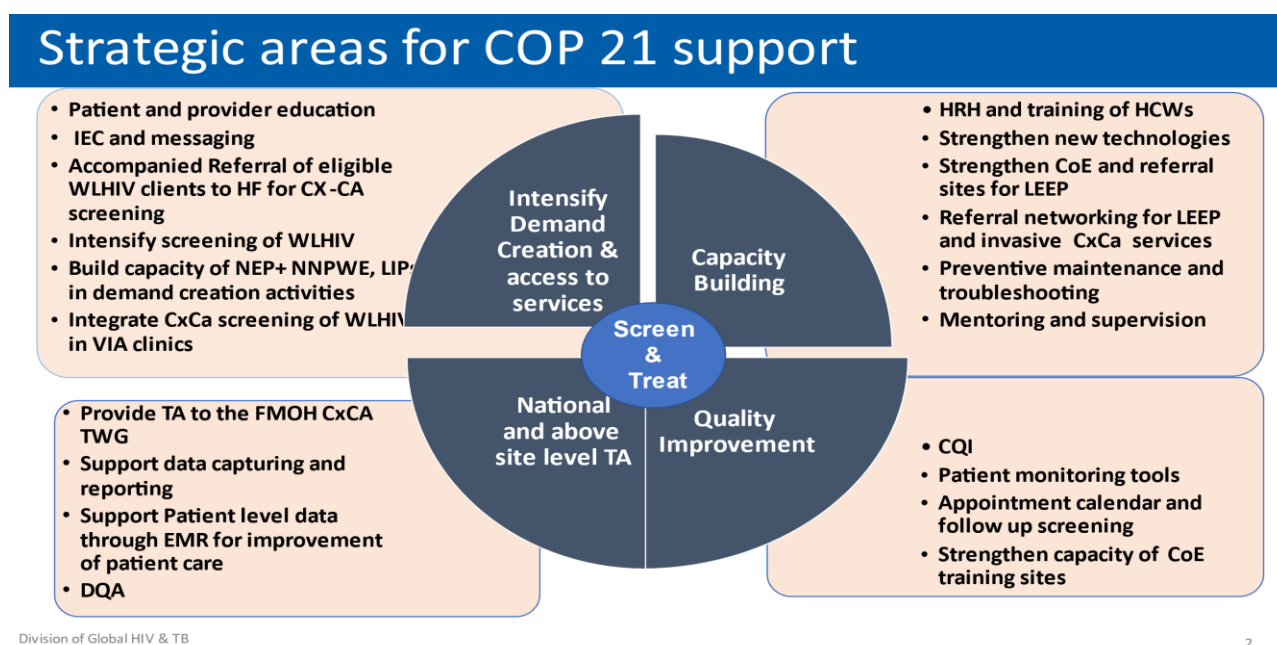 Strategic areas for COP 21 support
• Patient and provider education
• IEC and messaging
• Accompanied Referral of eligible
WLHIV clients to HF for CX-CA
screening
• Intensify screening of WLHIV
• Build capacity of NEP+ NNPWE, LIPs
in demand creation activities
• Integrate CxCa screening of WLHIV
in VIA clinics
Intensify
Demand
Creation &
access to
services
Capacity
Building
• HRH and training of HCWs
• Strengthen new technologies
• Strengthen CoE and referral
sites for LEEP
• Referral networking for LEEP
and invasive CxCa services
• Preventive maintenance and
troubleshooting
• Mentoring and supervision
Screen
&
Treat
• Provide TA to the FMOH CxCA
TWG
• Support data capturing and
reporting
• Support Patient level data
through EMR for improvement
of patient care
• DQA
National
and above
site level TA
Quality
Improvement
• CQI
• Patient monitoring tools
• Appointment calendar and
follow up screening
• Strengthen capacity of CoE
training sites
Division of Global HIV & TB